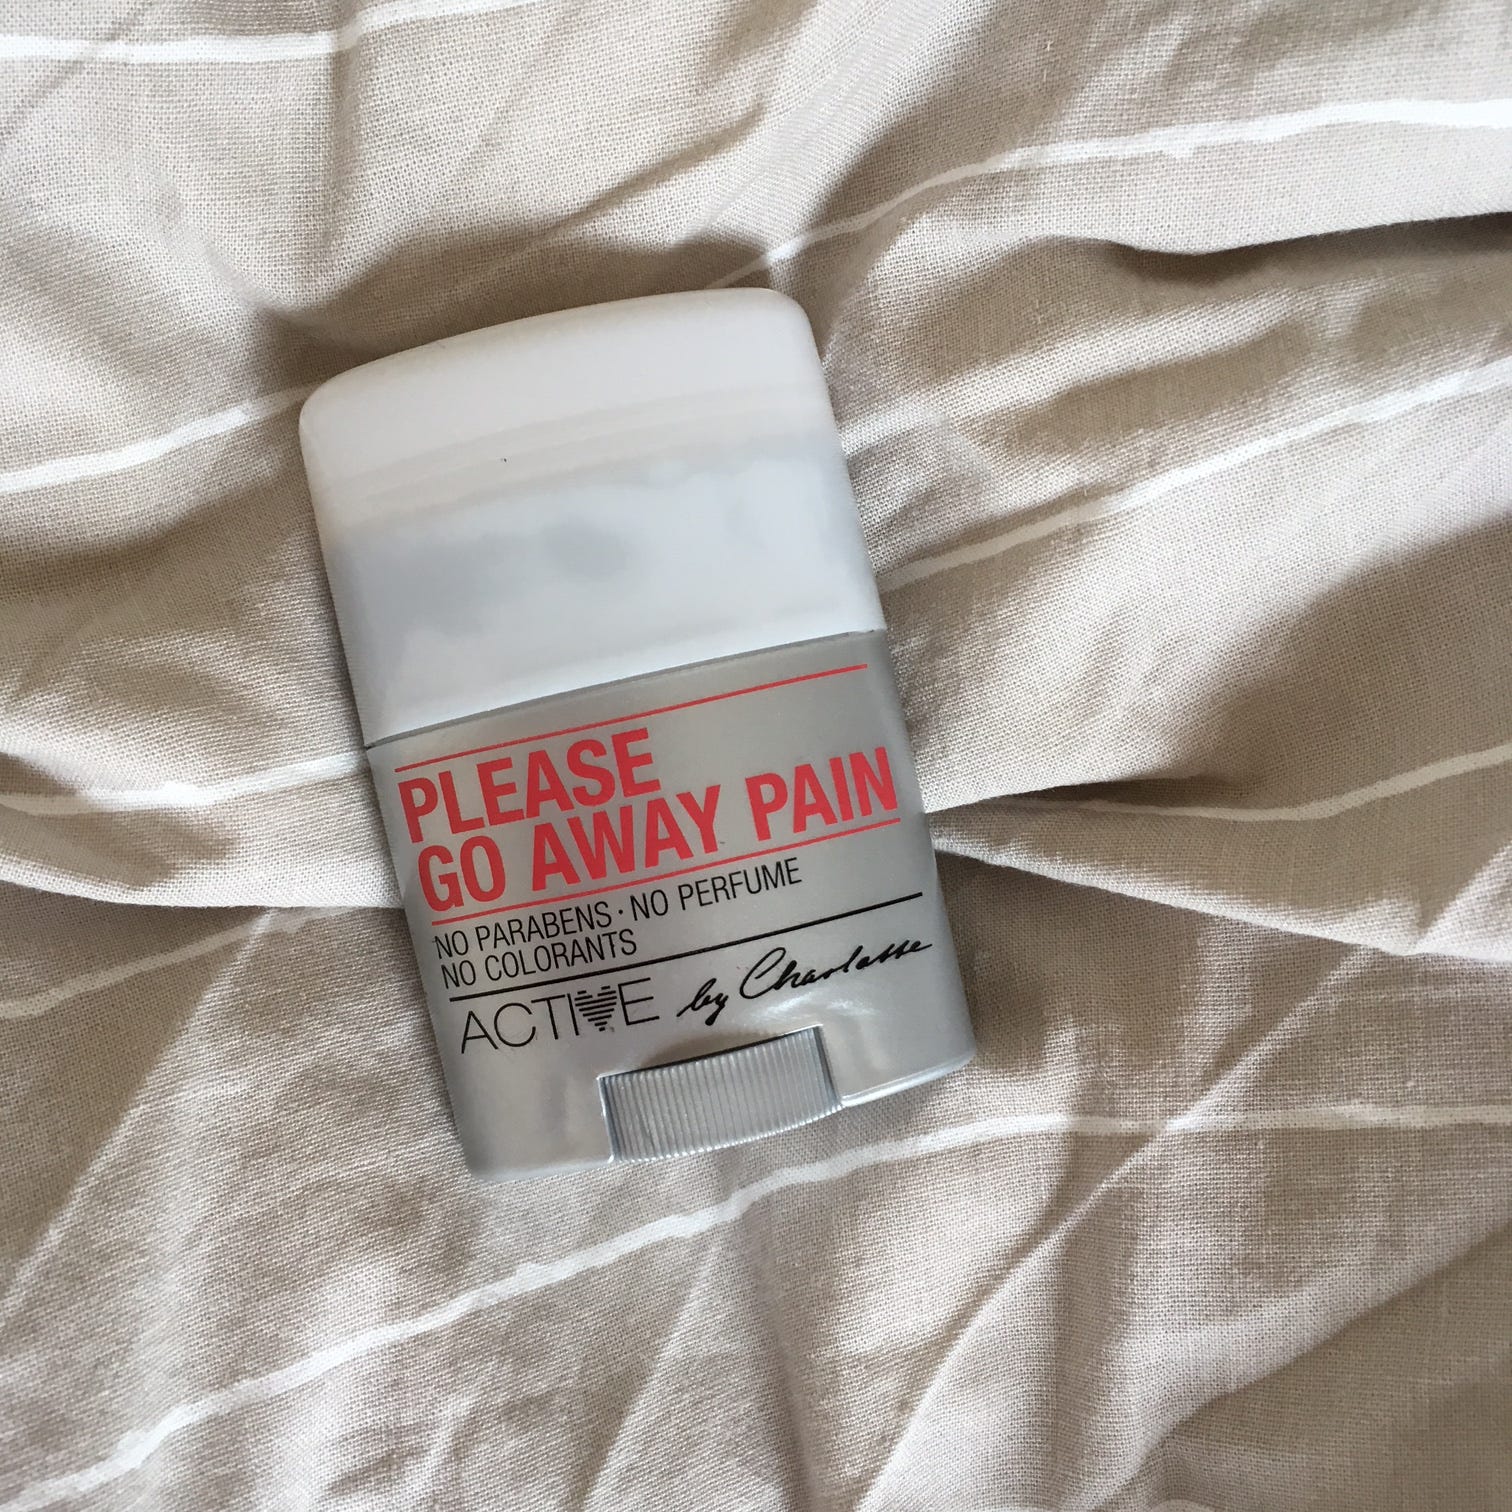 PLEASE
GO AWAY PAIN
NO PARABENS · NO PERFUME
NO COLORANTS
ACTIVE by Charlotte